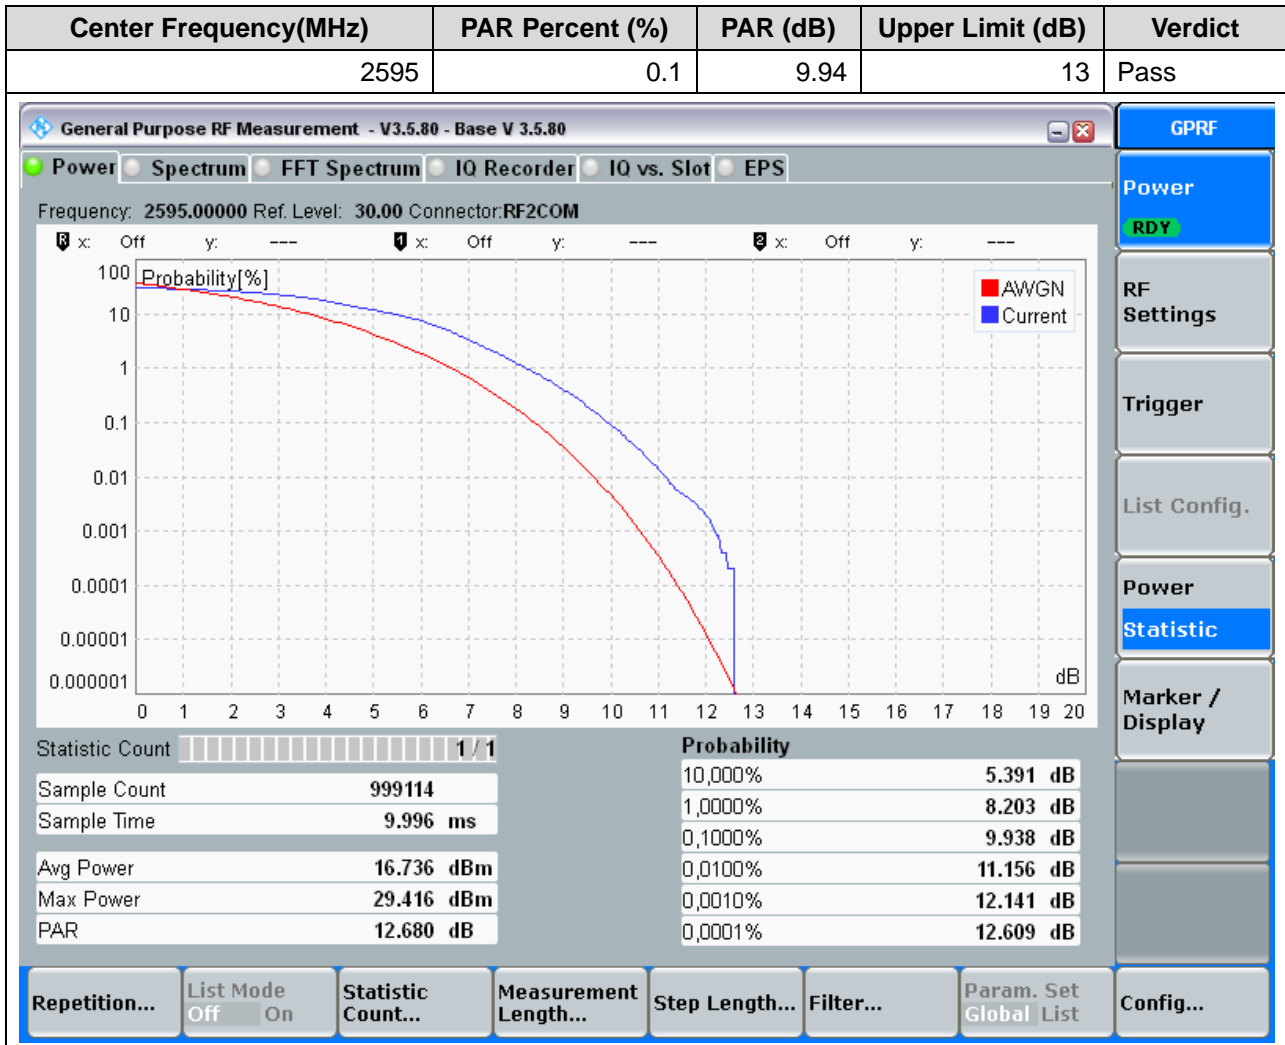 Center Frequency(MHz) PAR Percent (%) PAR (dB) Upper Limit (dB) Verdict
2595 0.1 9.94 13 Pass
General Purpose RF Measurement - V3.5.80 - Base V 3.5.80
GPRF
Power Spectrum FFT Spectrum IQ Recorder IQ vs. Slot EPS
Frequency: 2595.00000 Ref. Level: 30.00 Connector:RF2COM
R x: Off y: --- 1 x: Off y: --- 2 x: Off y: ---
Probability[%]
AWGN
Current
100
10
1
0.1
0.01
0.001
0.0001
0.00001
0.000001
dB
0 1 2 3 4 5 6 7 8 9 10 11 12 13 14 15 16 17 18 19 20
Statistic Count 1 / 1
Sample Count 999114
Sample Time 9.996 ms
Avg Power 16.736 dBm
Max Power 29.416 dBm
PAR 12.680 dB
Probability
10,000% 5.391 dB
1,0000% 8.203 dB
0,1000% 9.938 dB
0,0100% 11.156 dB
0,0010% 12.141 dB
0,0001% 12.609 dB
Power
RDY
RF
Settings
Trigger
List Config.
Power
Statistic
Marker /
Display
Repetition...
List Mode
Off On
Statistic
Count...
Measurement
Length...
Step Length...
Filter...
Param. Set
Global List
Config...